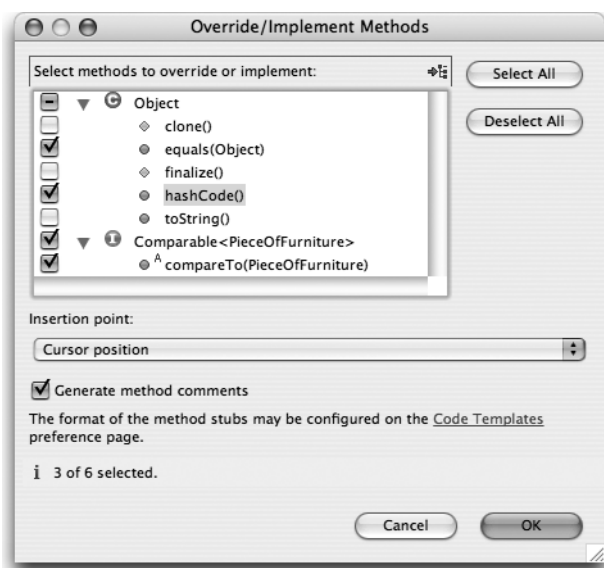 Override/Implement Methods
Select methods to override or implement:
Select All
Deselect All
C Object
clone()
equals(Object)
finalize()
hashCode()
toString()
I Comparable<PieceOfFurniture>
A compareTo(PieceOfFurniture)
Insertion point:
Cursor position
Generate method comments
The format of the method stubs may be configured on the Code Templates
preference page.
i 3 of 6 selected.
Cancel
OK